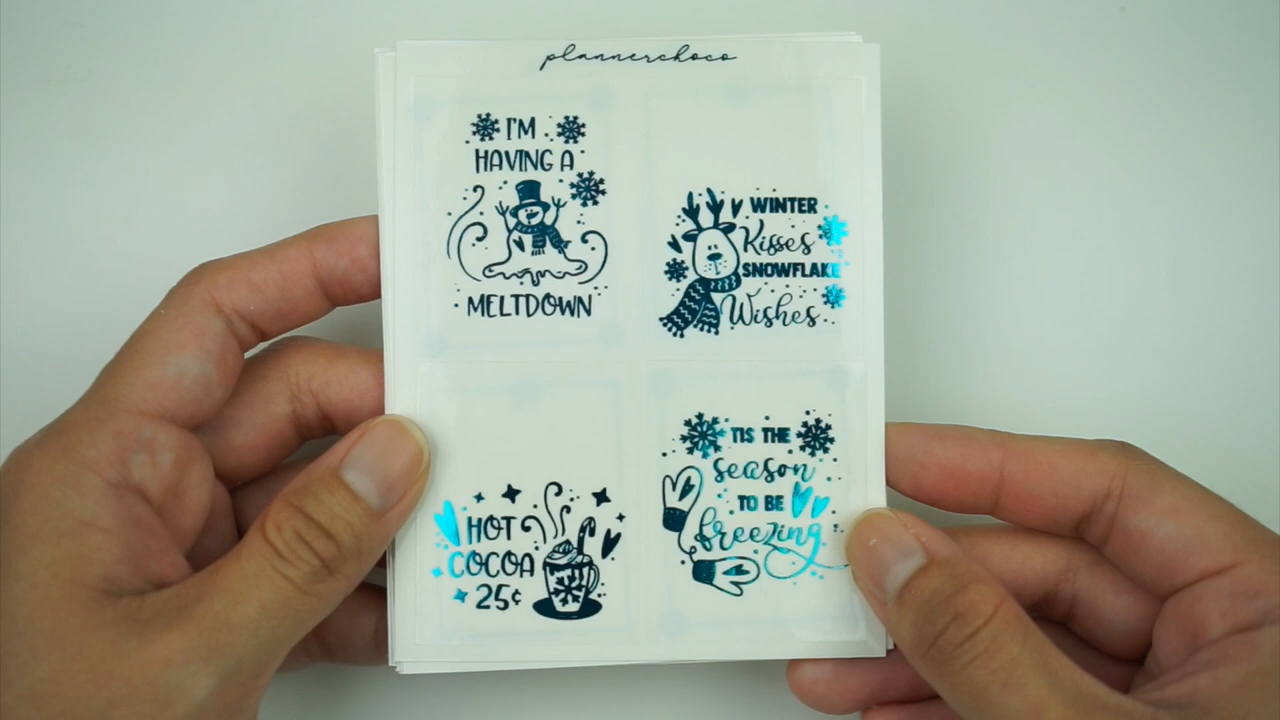 plannerchoco
I'M
HAVING A
MELTDOWN
WINTER
Kisses
SNOWFLAKE
Wishes
HOT
COCOA
25¢
TIS THE
season
TO BE
freezing